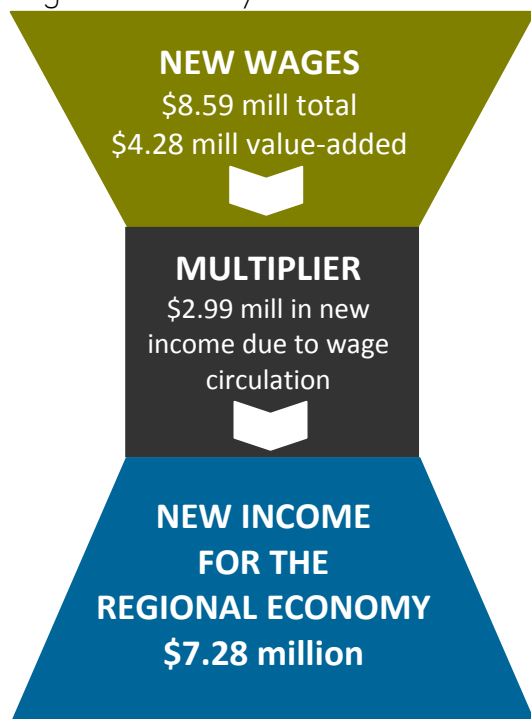 NEW WAGES
$8.59 mill total
$4.28 mill value-added
MULTIPLIER
$2.99 mill in new
income due to wage
circulation
NEW INCOME
FOR THE
REGIONAL ECONOMY
$7.28 million